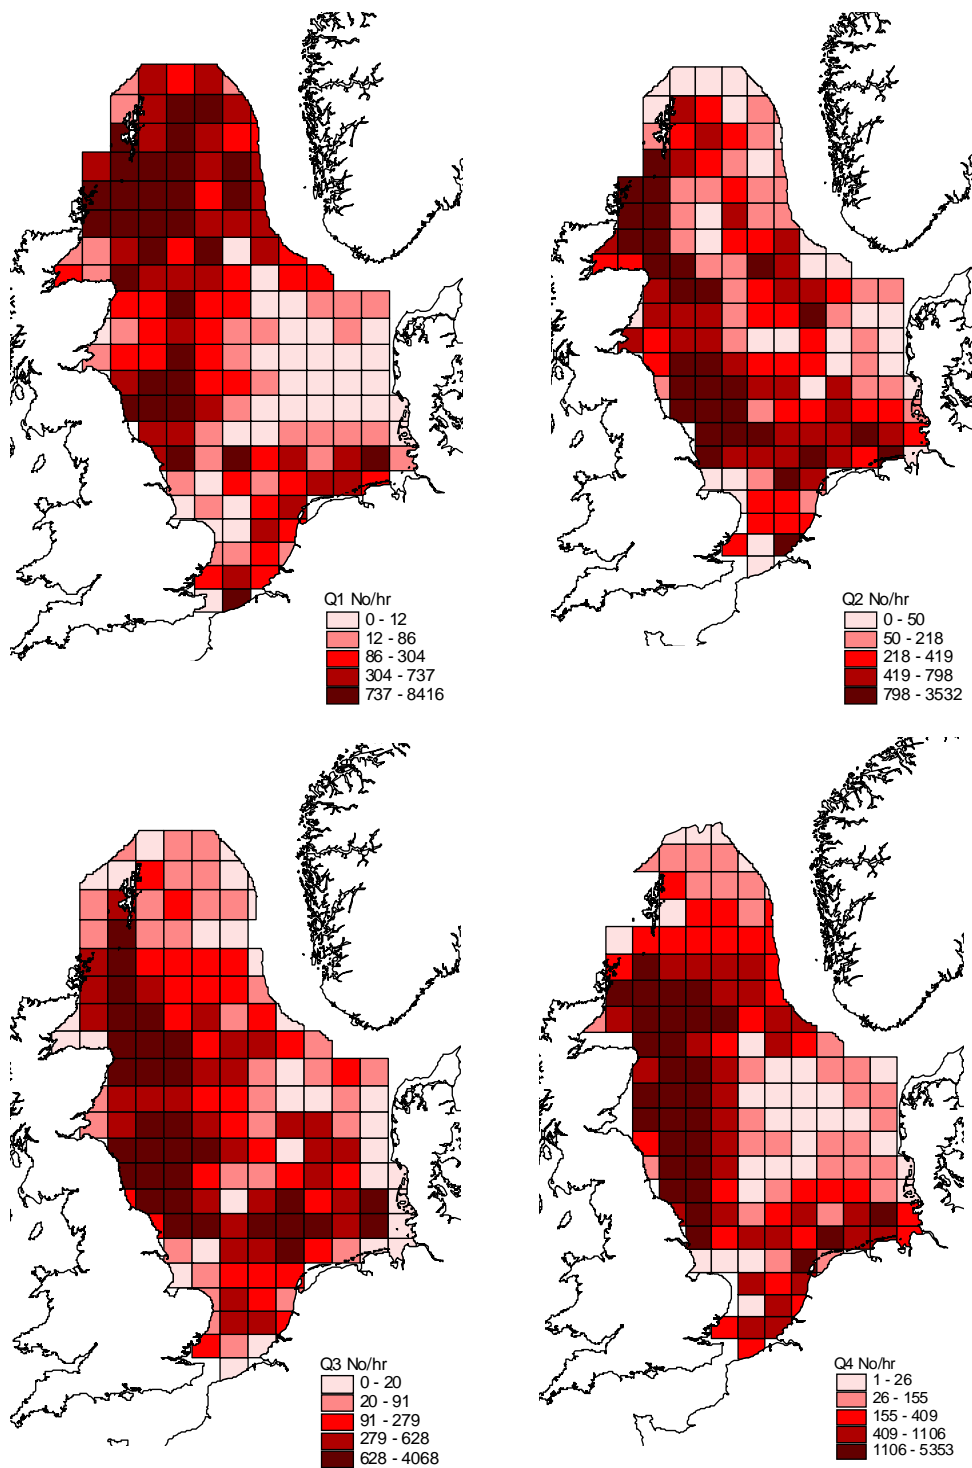 Q1 No/hr
0 - 12
12 - 86
86 - 304
304 - 737
737 - 8416
Q2 No/hr
0 - 50
50 - 218
218 - 419
419 - 798
798 - 3532
Q3 No/hr
0 - 20
20 - 91
91 - 279
279 - 628
628 - 4068
Q4 No/hr
1 - 26
26 - 155
155 - 409
409 - 1106
1106 - 5353